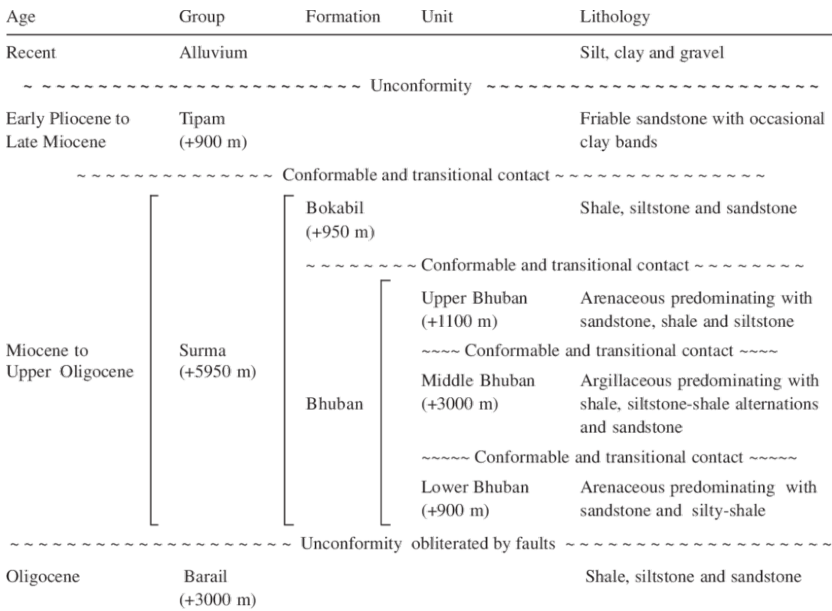 Age Group Formation Unit Lithology
Recent Alluvium Silt, clay and gravel
~ ~ ~ ~ ~ ~ ~ ~ ~ ~ ~ ~ ~ ~ ~ ~ ~ ~ ~ ~ ~ ~ ~ ~ Unconformity ~ ~ ~ ~ ~ ~ ~ ~ ~ ~ ~ ~ ~ ~ ~ ~ ~ ~ ~ ~ ~ ~ ~ ~
Early Pliocene to Tipam Friable sandstone with occasional
Late Miocene (+900 m) clay bands
~ ~ ~ ~ ~ ~ ~ ~ ~ ~ ~ ~ ~ ~ Conformable and transitional contact ~ ~ ~ ~ ~ ~ ~ ~ ~ ~ ~ ~ ~ ~ ~
Bokabil Shale, siltstone and sandstone
(+950 m)
~ ~ ~ ~ ~ ~ ~ ~ Conformable and transitional contact ~ ~ ~ ~ ~ ~ ~ ~
Upper Bhuban Arenaceous predominating with
(+1100 m) sandstone, shale and siltstone
Miocene to Surma ~~~~ Conformable and transitional contact ~~~~
Upper Oligocene (+5950 m) Middle Bhuban Argillaceous predominating with
Bhuban (+3000 m) shale, siltstone-shale alternations
and sandstone
~~~~~ Conformable and transitional contact ~~~~~
Lower Bhuban Arenaceous predominating with
(+900 m) sandstone and silty-shale
~ ~ ~ ~ ~ ~ ~ ~ ~ ~ ~ ~ ~ ~ ~ ~ ~ ~ ~ ~ Unconformity obliterated by faults ~ ~ ~ ~ ~ ~ ~ ~ ~ ~ ~ ~ ~ ~ ~ ~ ~ ~ ~
Oligocene Barail Shale, siltstone and sandstone
(+3000 m)